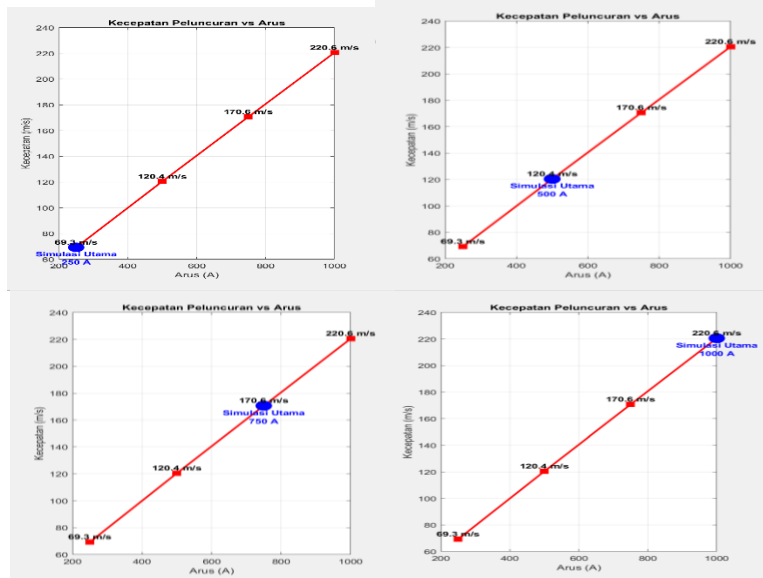 Kecepatan Peluncuran vs Arus
240
220
200
180
160
140
120
100
80
60
220.6 m/s
170.6 m/s
120.4 m/s
69.3 m/s
Simulasi Utama
250 A
200
400
600
800
1000
Kecepatan (m/s)
Arus (A)
Kecepatan Peluncuran vs Arus
240
220
200
180
160
140
120
100
80
60
220.6 m/s
170.6 m/s
120.4 m/s
Simulasi Utama
500 A
69.3 m/s
200
400
600
800
1000
Kecepatan (m/s)
Arus (A)
Kecepatan Peluncuran vs Arus
240
220
200
180
160
140
120
100
80
60
220.6 m/s
170.6 m/s
Simulasi Utama
750 A
120.4 m/s
69.3 m/s
200
400
600
800
1000
Kecepatan (m/s)
Arus (A)
Kecepatan Peluncuran vs Arus
240
220
200
180
160
140
120
100
80
60
220.6 m/s
Simulasi Utama
1000 A
170.6 m/s
120.4 m/s
69.3 m/s
200
400
600
800
1000
Kecepatan (m/s)
Arus (A)